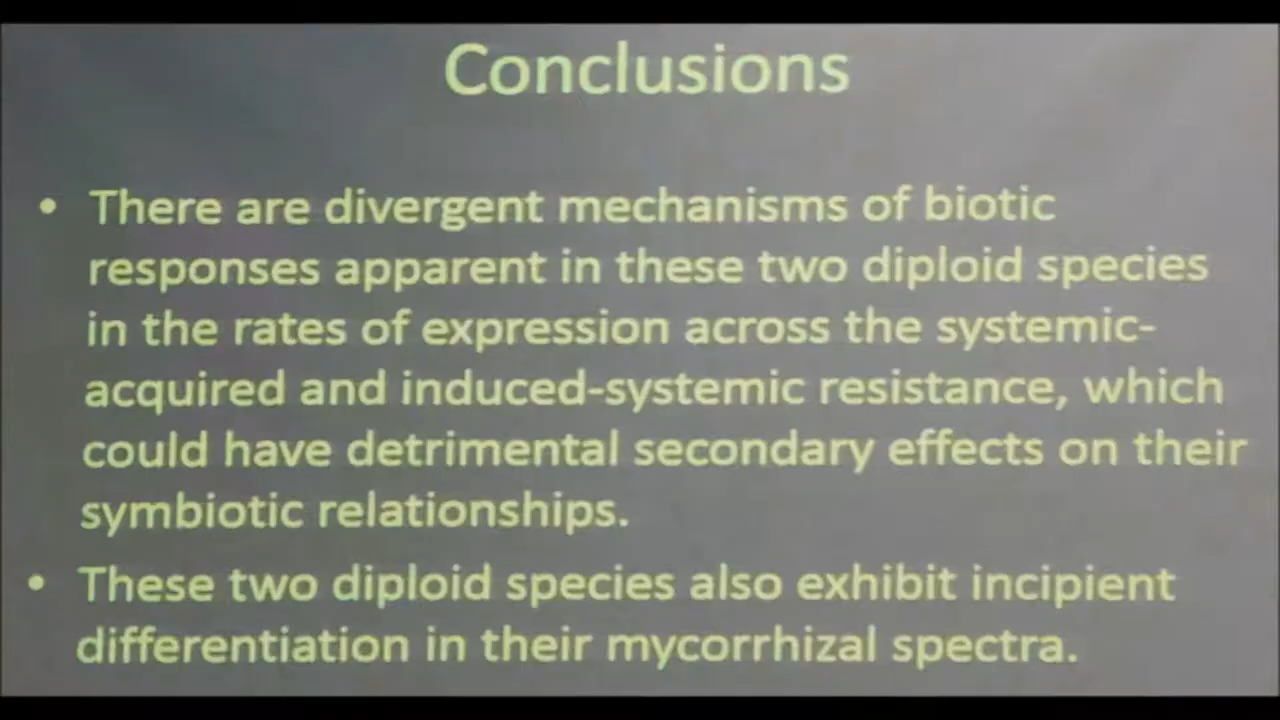 Conclusions
• There are divergent mechanisms of biotic
responses apparent in these two diploid species
in the rates of expression across the systemic-
acquired and induced-systemic resistance, which
could have detrimental secondary effects on their
symbiotic relationships.
• These two diploid species also exhibit incipient
differentiation in their mycorrhizal spectra.